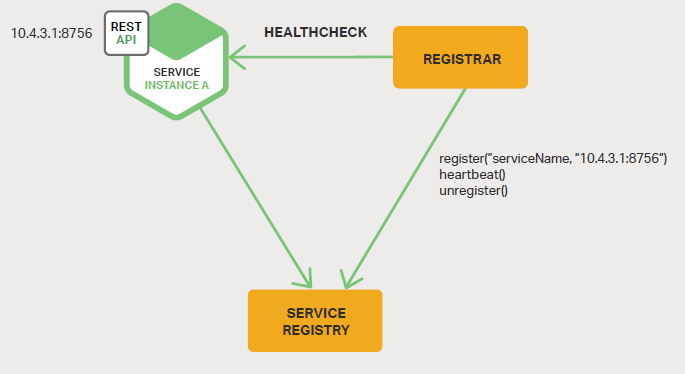 10.4.3.1:8756
REST
API
HEALTHCHECK
REGISTRAR
SERVICE
INSTANCE A
register("serviceName, "10.4.3.1:8756")
heartbeat()
unregister()
SERVICE
REGISTRY